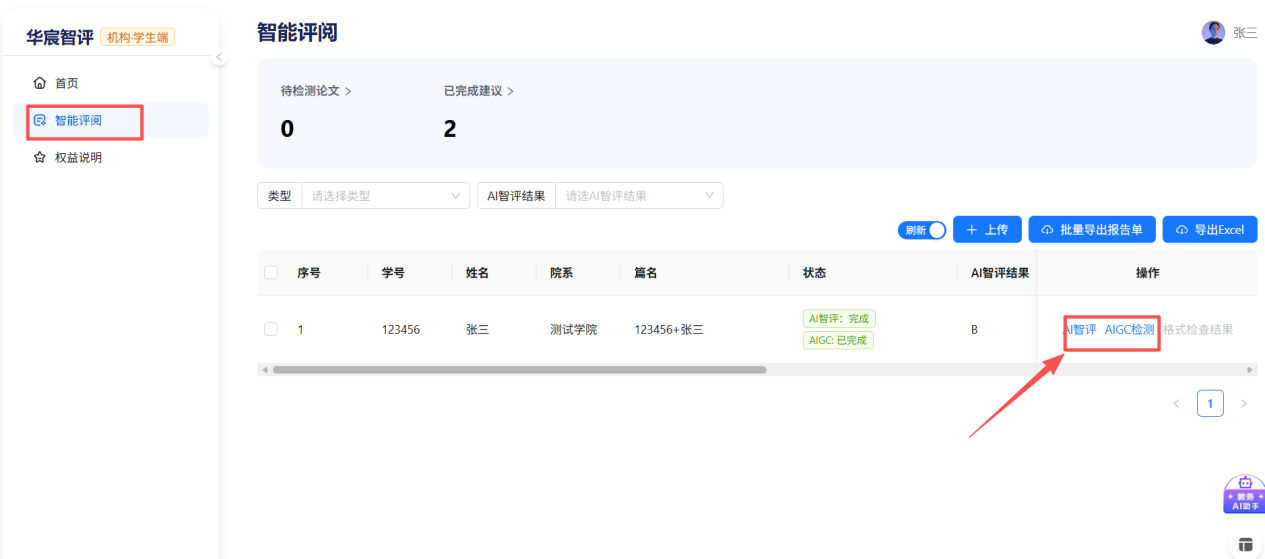 华宸智评 机构·学生端
首页
智能评阅
权益说明
智能评阅
张三
待检测论文 >
已完成建议 >
0
2
类型 请选择类型
AI智评结果 请选AI智评结果
刷新
+ 上传
批量导出报告单
导出Excel
序号 学号 姓名 院系 篇名 状态 AI智评结果 操作
1 123456 张三 测试学院 123456+张三 AI智评：完成 B AI智评 AIGC检测 格式检查结果
AIGC: 已完成
< 1 >
教务
AI助手